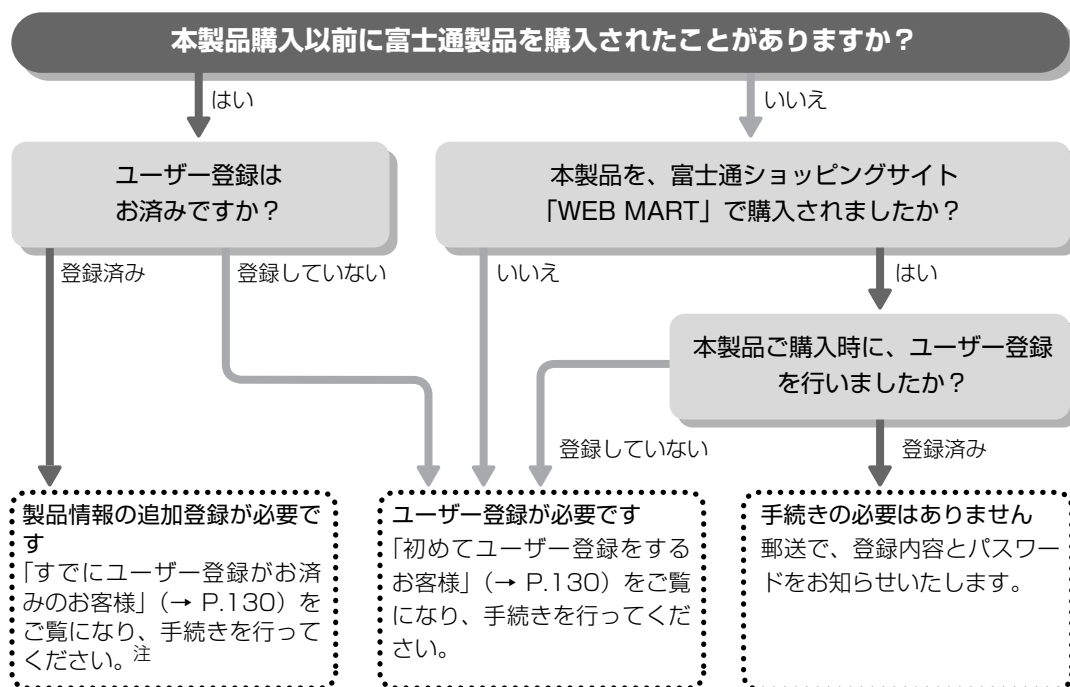 本製品購入以前に富士通製品を購入されたことがありますか？
はい
いいえ
ユーザー登録は
お済みですか？
本製品を、富士通ショッピングサイト
「WEB MART」で購入されましたか？
登録済み
登録していない
いいえ
はい
本製品ご購入時に、ユーザー登録
を行いましたか？
登録していない
登録済み
製品情報の追加登録が必要で
す
「すでにユーザー登録がお済
みのお客様」（→ P.130）を
ご覧になり、手続きを行って
ください。注
ユーザー登録が必要です
「初めてユーザー登録をする
お客様」（→ P.130）をご覧
になり、手続きを行ってくだ
さい。
手続きの必要はありません
郵送で、登録内容とパスワー
ドをお知らせいたします。